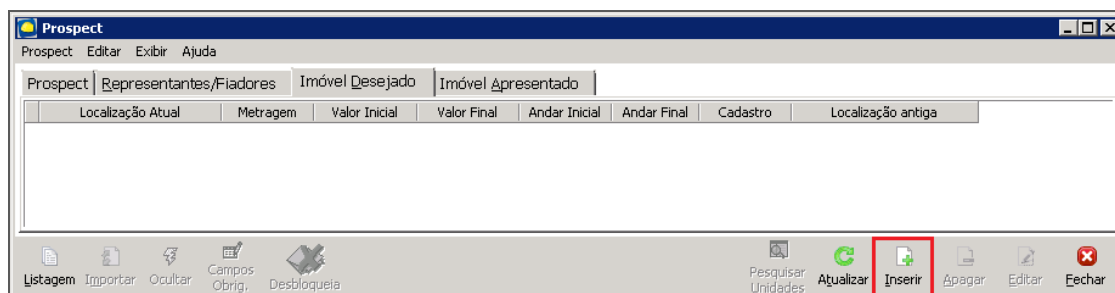 Prospect
Prospect Editar Exibir Ajuda
Prospect Representantes/Fiadores Imóvel Desejado Imóvel Apresentado
Localização Atual Metragem Valor Inicial Valor Final Andar Inicial Andar Final Cadastro Localização antiga
Listagem Importar Ocultar Campos Obrig. Desbloqueia Pesquisar Unidades Atualizar Inserir Apagar Editar Fechar